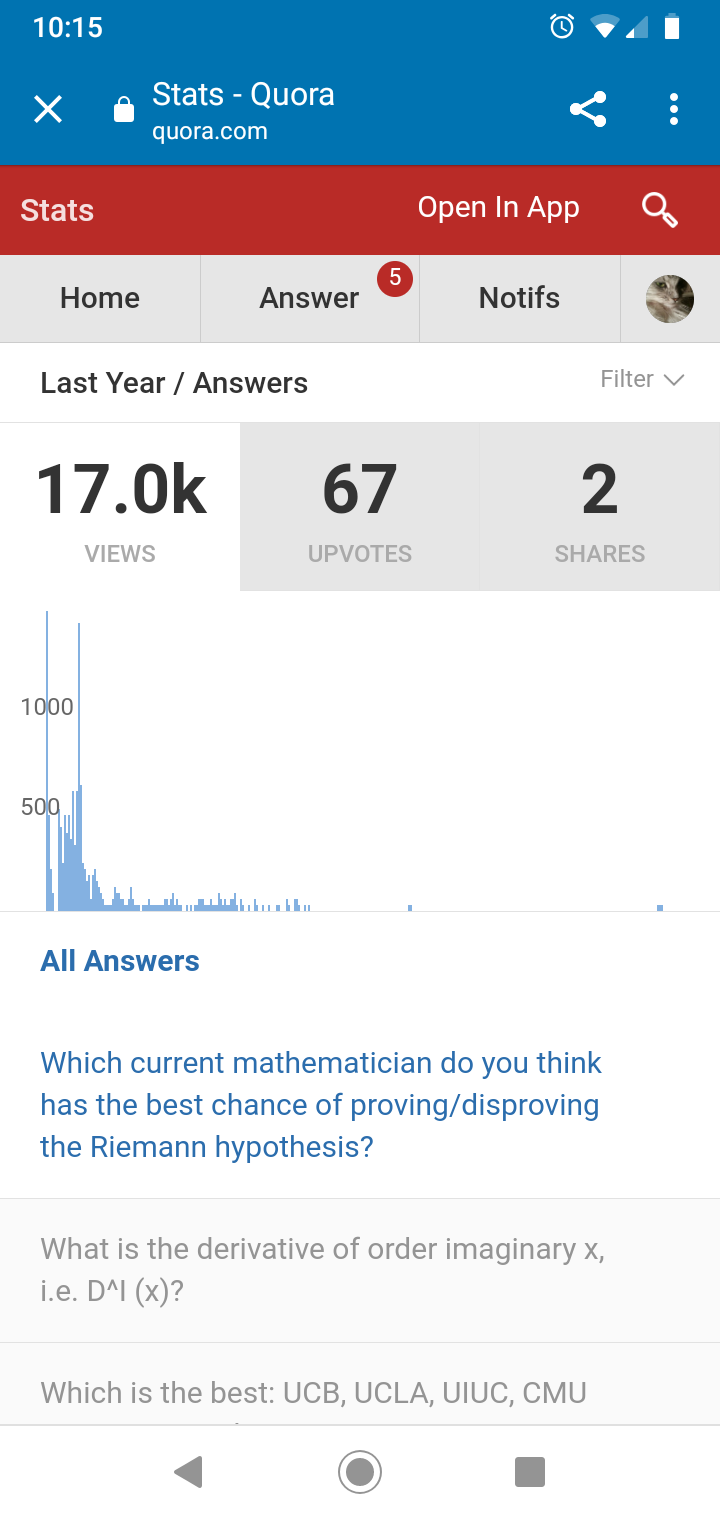 10:15
Stats - Quora
quora.com
Stats
Open In App
Home
Answer
5
Notifs
Last Year / Answers
Filter
17.0k
67
2
VIEWS
UPVOTES
SHARES
1000
500
All Answers
Which current mathematician do you think
has the best chance of proving/disproving
the Riemann hypothesis?
What is the derivative of order imaginary x,
i.e. D^I (x)?
Which is the best: UCB, UCLA, UIUC, CMU